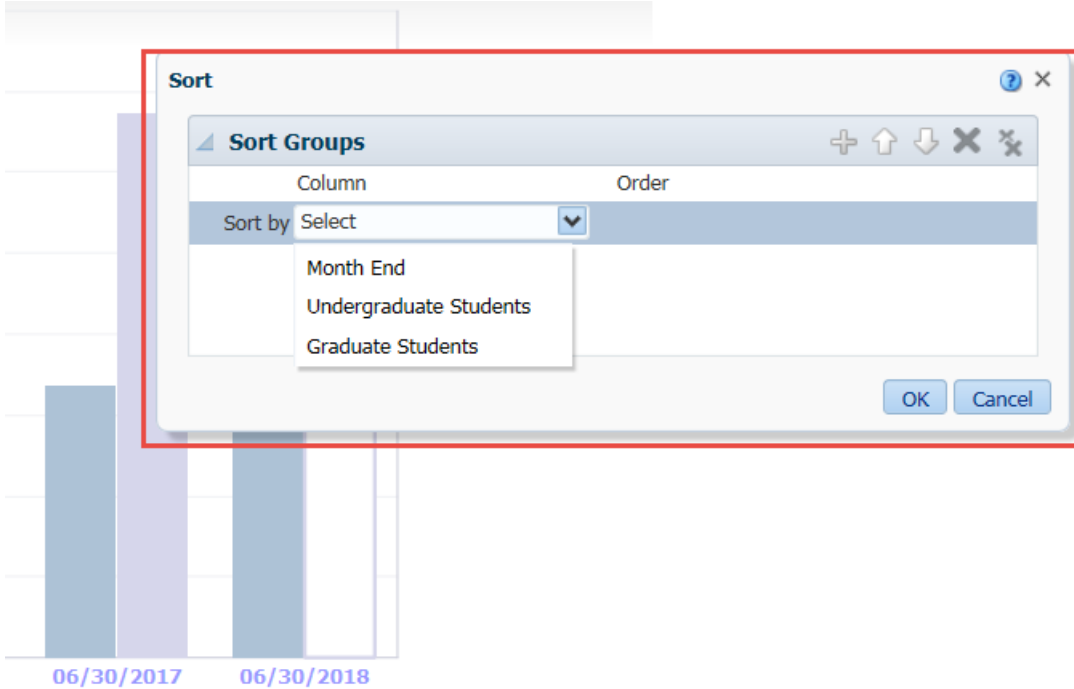 Sort
Sort Groups
Column Order
Sort by Select
Month End
Undergraduate Students
Graduate Students
OK Cancel
06/30/2017 06/30/2018